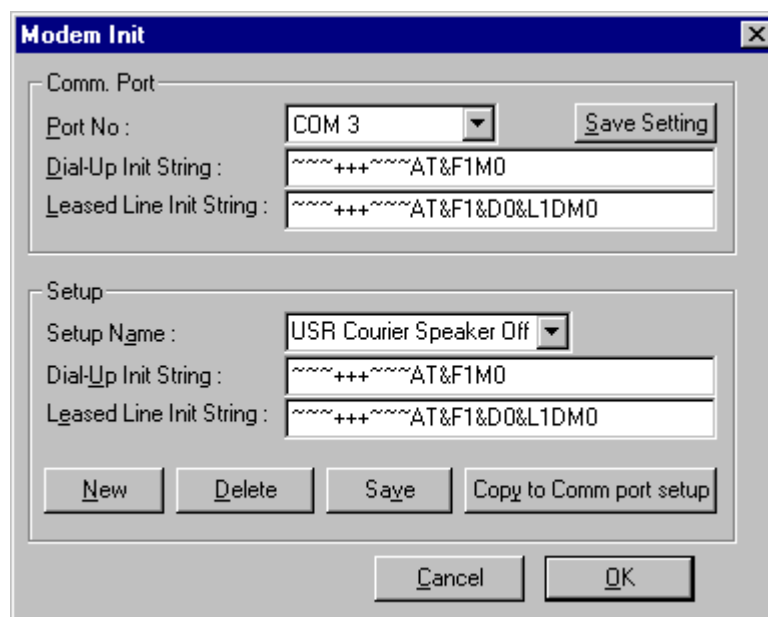 Modem Init
Comm. Port
Port No : COM 3 Save Setting
Dial-Up Init String : ~~~+++~~~AT&F1M0
Leased Line Init String : ~~~+++~~~AT&F1&D0&L1DM0
Setup
Setup Name : USR Courier Speaker Off
Dial-Up Init String : ~~~+++~~~AT&F1M0
Leased Line Init String : ~~~+++~~~AT&F1&D0&L1DM0
New Delete Save Copy to Comm port setup
Cancel OK